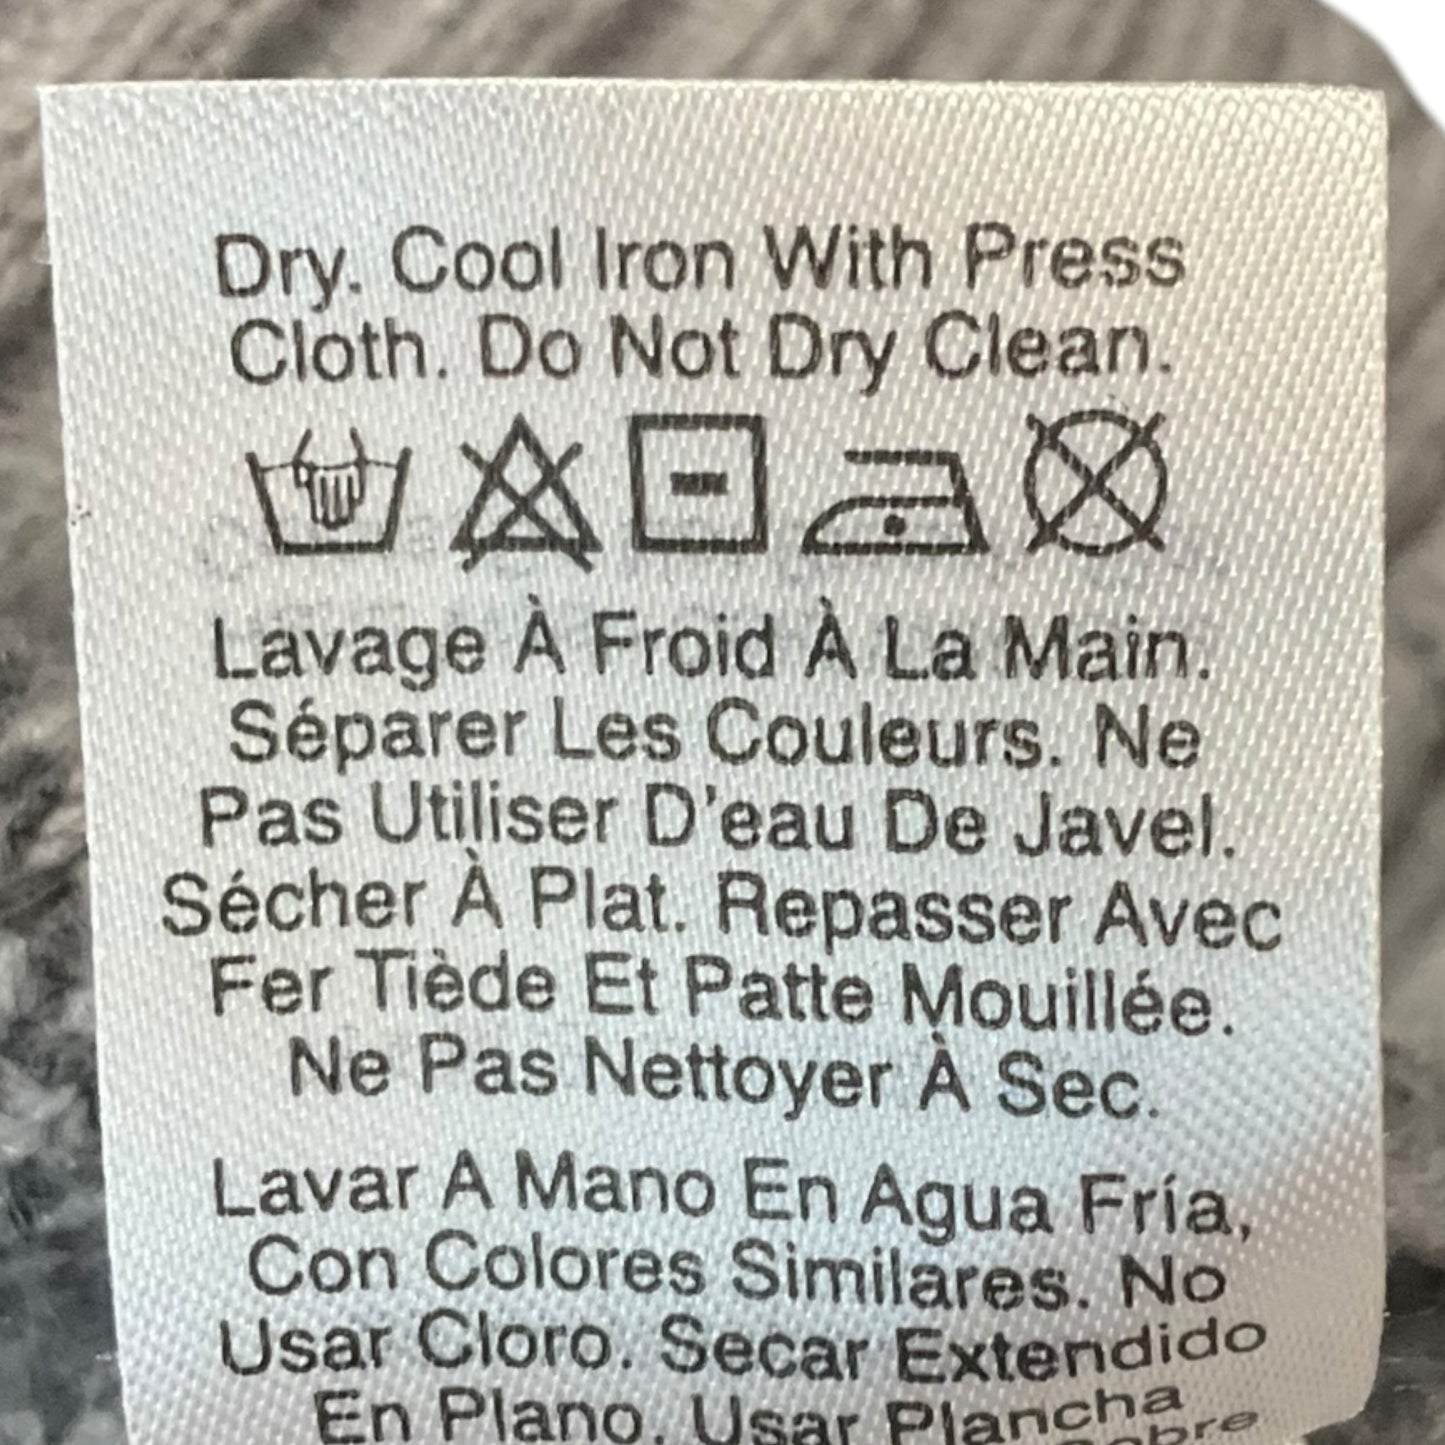 Dry. Cool Iron With Press
Cloth. Do Not Dry Clean.
Lavage À Froid À La Main.
Séparer Les Couleurs. Ne
Pas Utiliser D'eau De Javel.
Sécher À Plat. Repasser Avec
Fer Tiède Et Patte Mouillée.
Ne Pas Nettoyer À Sec.
Lavar A Mano En Agua Fría,
Con Colores Similares. No
Usar Cloro. Secar Extendido
En Plano. Usar Plancha